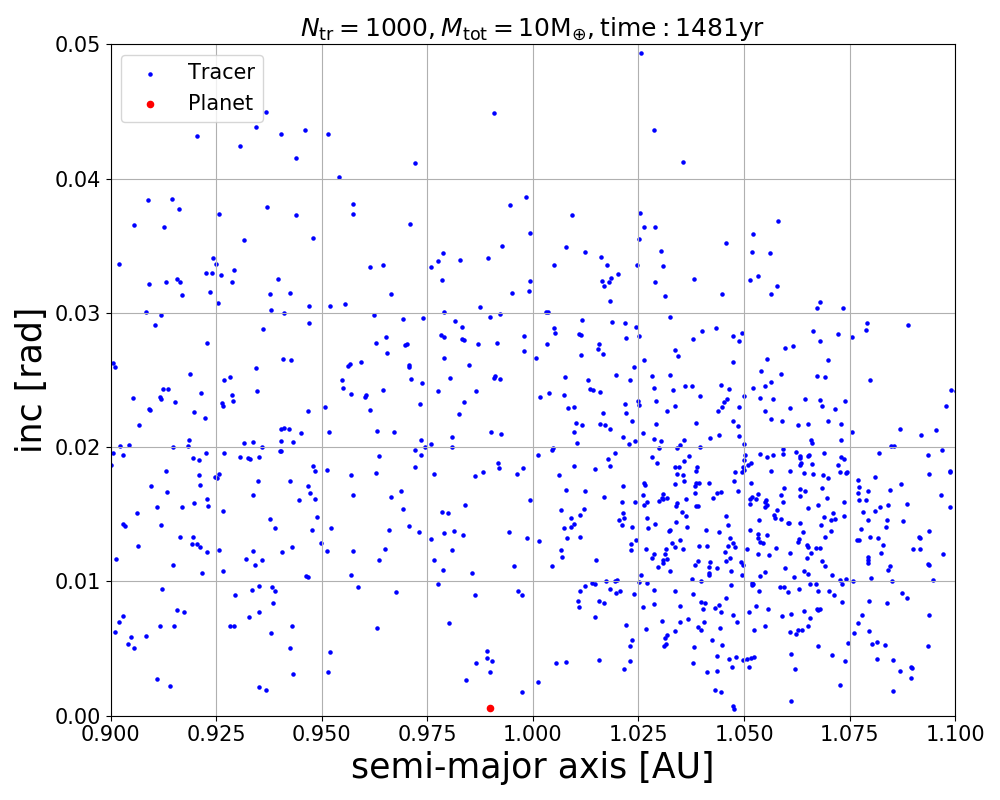 N_tr = 1000, M_tot = 10M_⊕, time : 1481yr
Tracer
Planet
inc [rad]
0.05
0.04
0.03
0.02
0.01
0.00
0.900 0.925 0.950 0.975 1.000 1.025 1.050 1.075 1.100
semi-major axis [AU]